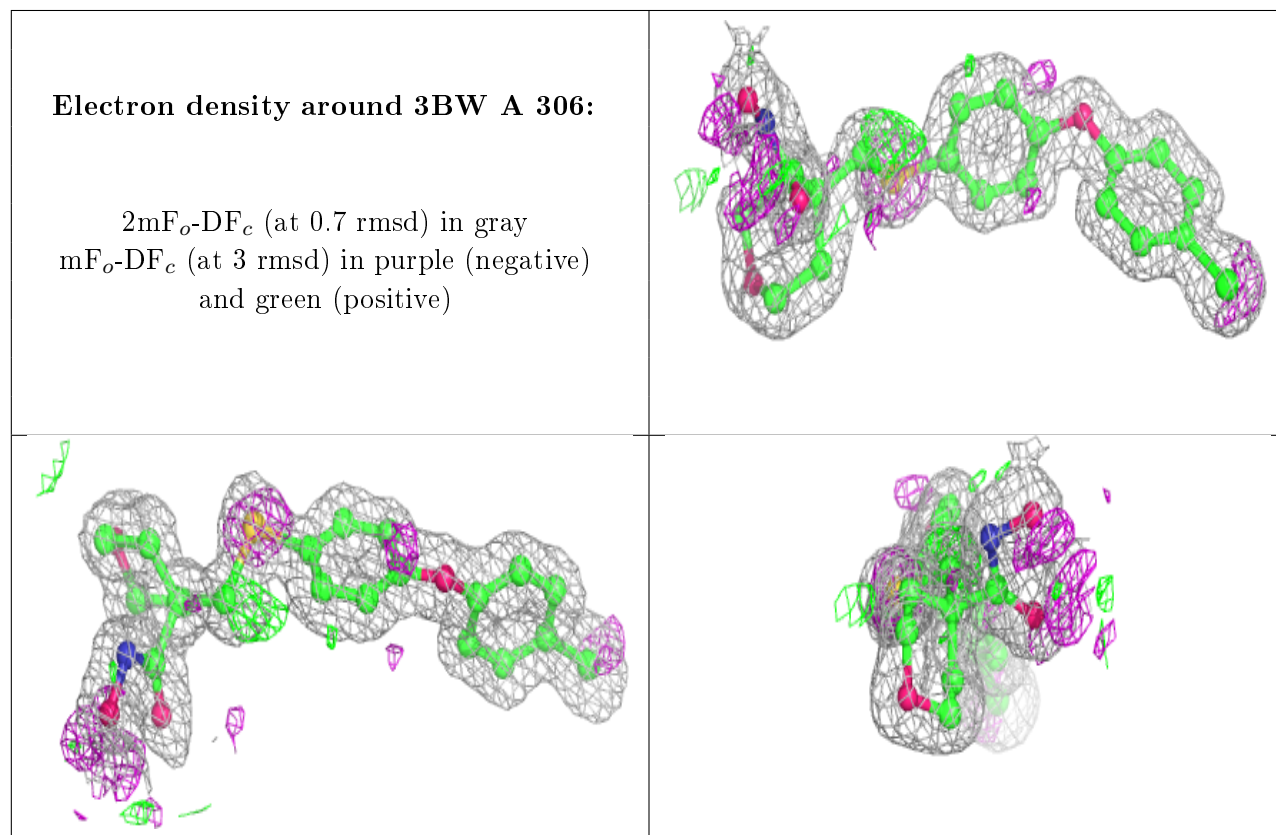 Electron density around 3BW A 306:
2mFo-DFc (at 0.7 rmsd) in gray
mFo-DFc (at 3 rmsd) in purple (negative)
and green (positive)